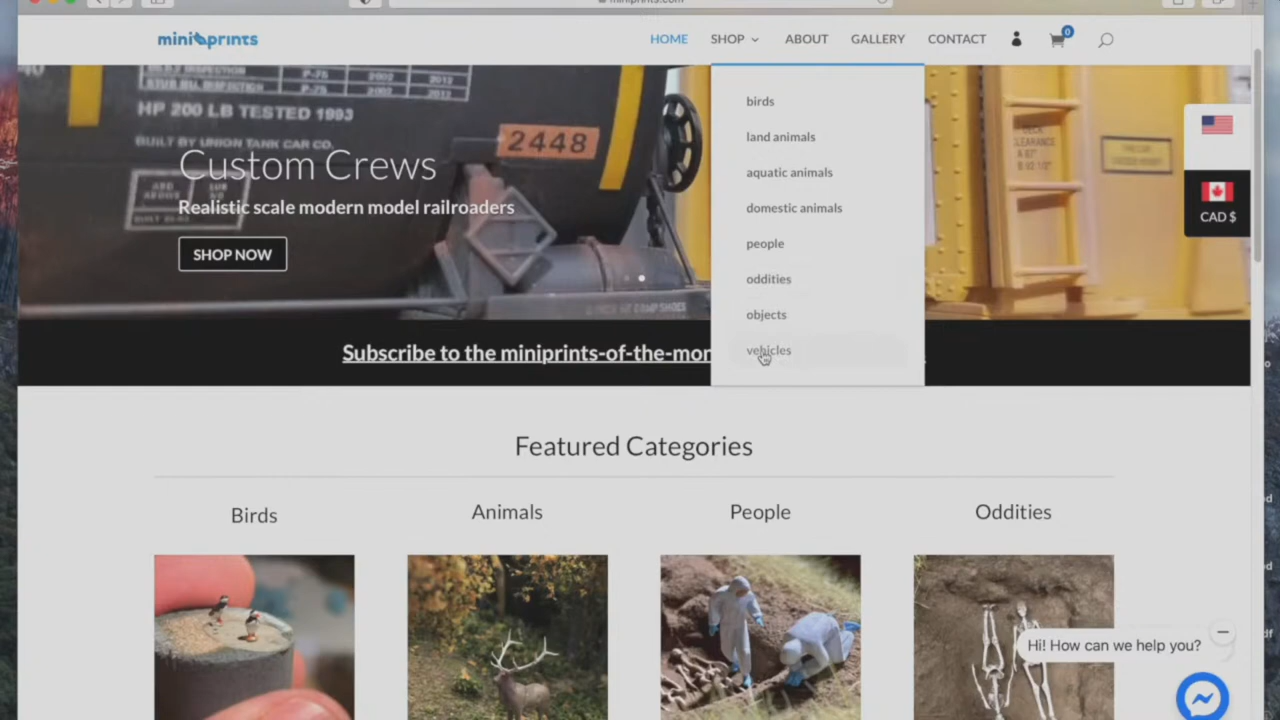 miniprints.com
miniprints
HOME
SHOP
ABOUT
GALLERY
CONTACT
0
birds
land animals
aquatic animals
domestic animals
people
oddities
objects
vehicles
HP 200 LB TESTED 1993
BUILT BY UNION TANK CAR CO.
2448
Custom Crews
Realistic scale modern model railroaders
SHOP NOW
CAD $
Subscribe to the miniprints-of-the-mon
Featured Categories
Birds
Animals
People
Oddities
Hi! How can we help you?